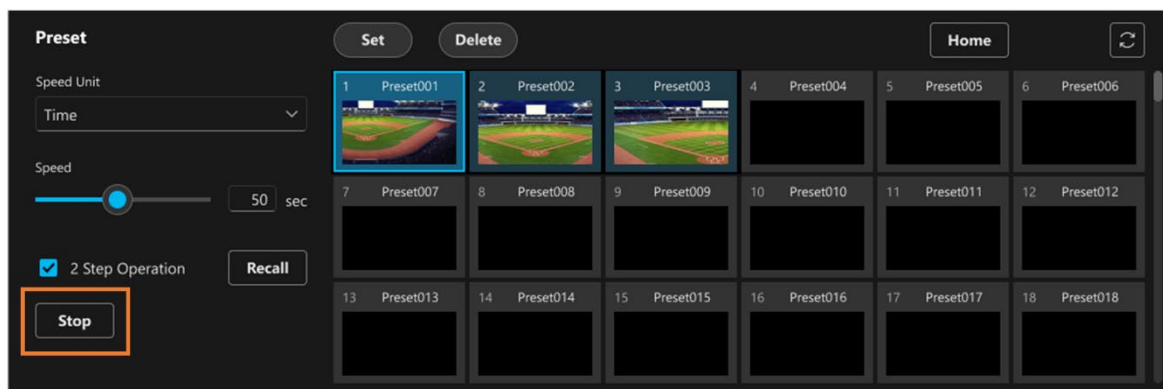 Preset
Set
Delete
Home
Speed Unit
Time
Speed
50 sec
2 Step Operation
Recall
Stop
1 Preset001
2 Preset002
3 Preset003
4 Preset004
5 Preset005
6 Preset006
7 Preset007
8 Preset008
9 Preset009
10 Preset010
11 Preset011
12 Preset012
13 Preset013
14 Preset014
15 Preset015
16 Preset016
17 Preset017
18 Preset018